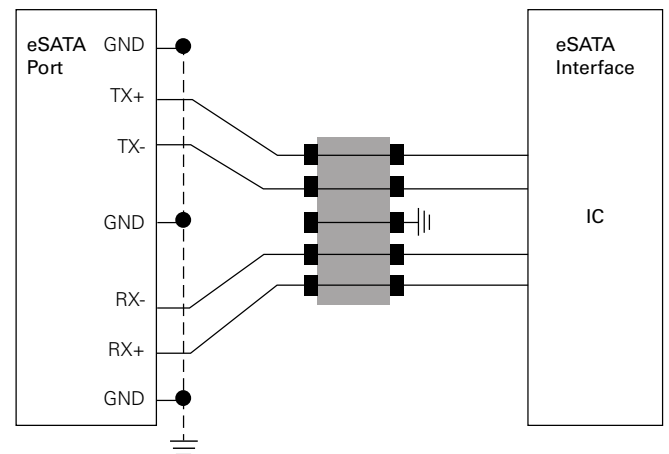 eSATA
Port
GND
TX+
TX-
GND
RX-
RX+
GND
eSATA
Interface
IC